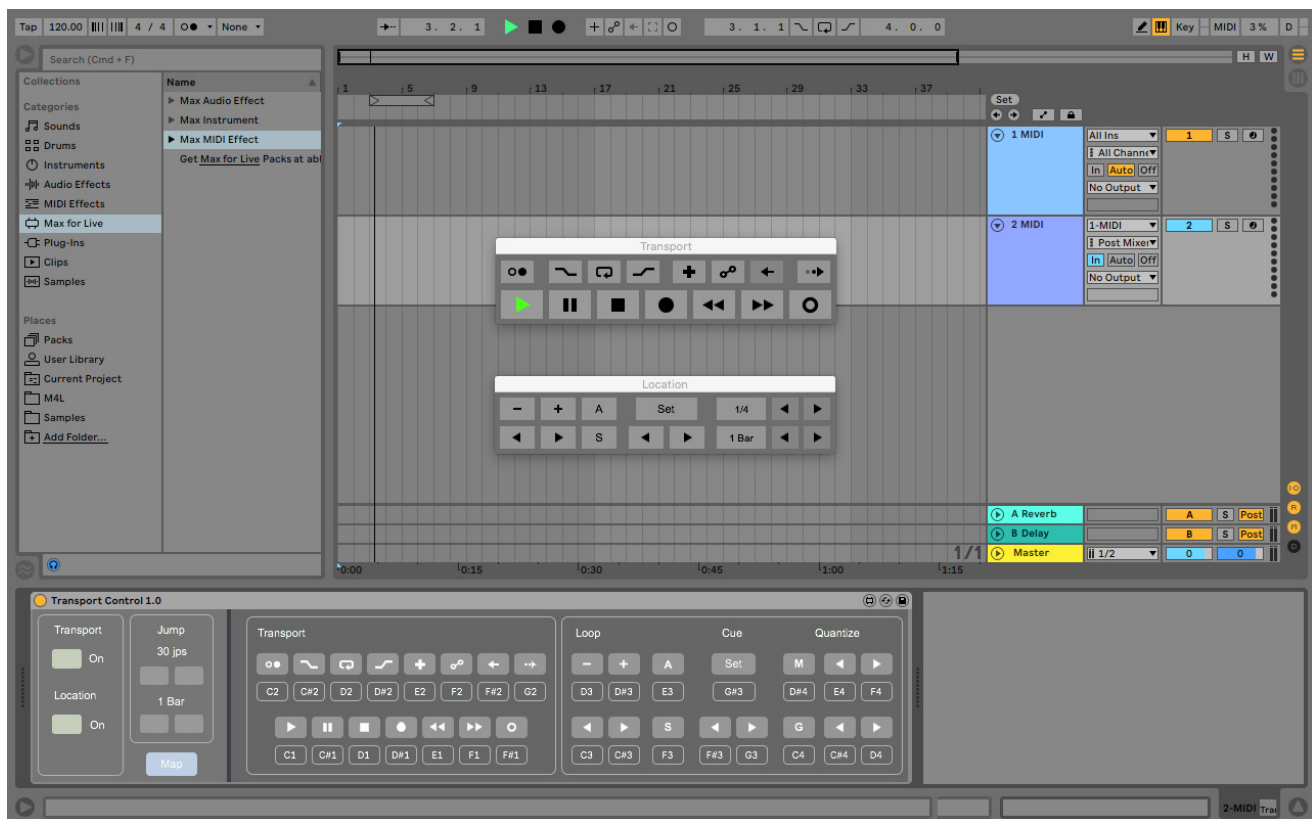 Tap 120.00 4 / 4 None 3. 2. 1 3. 1. 1 4. 0. 0 Key MIDI 3 % D
Search (Cmd + F)
H W
Collections
Name
Categories
Max Audio Effect
Sounds
Max Instrument
Drums
Max MIDI Effect
Instruments
Get Max for Live Packs at abl
Audio Effects
MIDI Effects
Max for Live
Plug-Ins
Clips
Samples
Places
Packs
User Library
Current Project
M4L
Samples
Add Folder...
1 5 9 13 17 21 25 29 33 37
Set
1 MIDI All Ins 1 S
All Channe
In Auto Off
No Output
2 MIDI 1-MIDI 2 S
Post Mixer
In Auto Off
No Output
Transport
Location
- + A Set 1/4
S 1 Bar
A Reverb A S Post
B Delay B S Post
1/1 Master 1/2 0 0
0:00 0:15 0:30 0:45 1:00 1:15
I·O
R
M
D
Transport Control 1.0
Transport Jump
On 30 jps
Location 1 Bar
On
Map
Transport Loop Cue Quantize
- + A Set M
C2 C#2 D2 D#2 E2 F2 F#2 G2 D3 D#3 E3 G#3 D#4 E4 F4
S G
C1 C#1 D1 D#1 E1 F1 F#1 C3 C#3 F3 F#3 G3 C4 C#4 D4
2-MIDI Tra